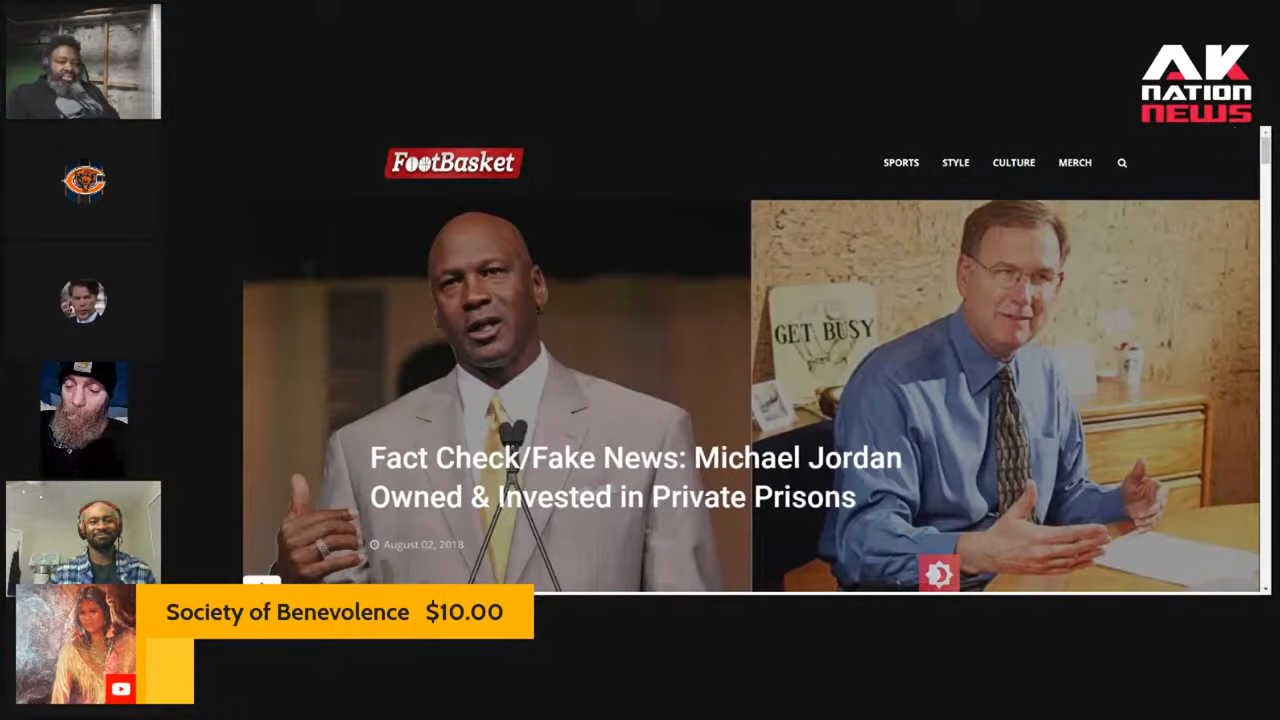 AK
NATION
NEWS
FootBasket
SPORTS STYLE CULTURE MERCH
GET BUSY
Fact Check/Fake News: Michael Jordan
Owned & Invested in Private Prisons
August 02, 2018
Society of Benevolence $10.00